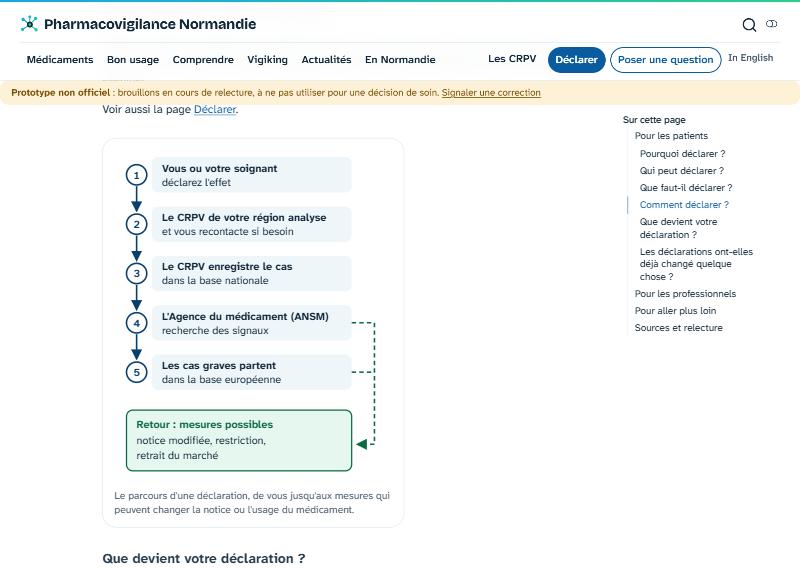 Pharmacovigilance Normandie
Médicaments Bon usage Comprendre Vigiking Actualités En Normandie Les CRPV Déclarer Poser une question In English
Prototype non officiel : brouillons en cours de relecture, à ne pas utiliser pour une décision de soin. Signaler une correction
Voir aussi la page Déclarer.
1
Vous ou votre soignant
déclarez l'effet
2
Le CRPV de votre région analyse
et vous recontacte si besoin
3
Le CRPV enregistre le cas
dans la base nationale
4
L'Agence du médicament (ANSM)
recherche des signaux
5
Les cas graves partent
dans la base européenne
Retour : mesures possibles
notice modifiée, restriction,
retrait du marché
Le parcours d'une déclaration, de vous jusqu'aux mesures qui
peuvent changer la notice ou l'usage du médicament.
Que devient votre déclaration ?
Sur cette page
Pour les patients
Pourquoi déclarer ?
Qui peut déclarer ?
Que faut-il déclarer ?
Comment déclarer ?
Que devient votre
déclaration ?
Les déclarations ont-elles
déjà changé quelque
chose ?
Pour les professionnels
Pour aller plus loin
Sources et relecture